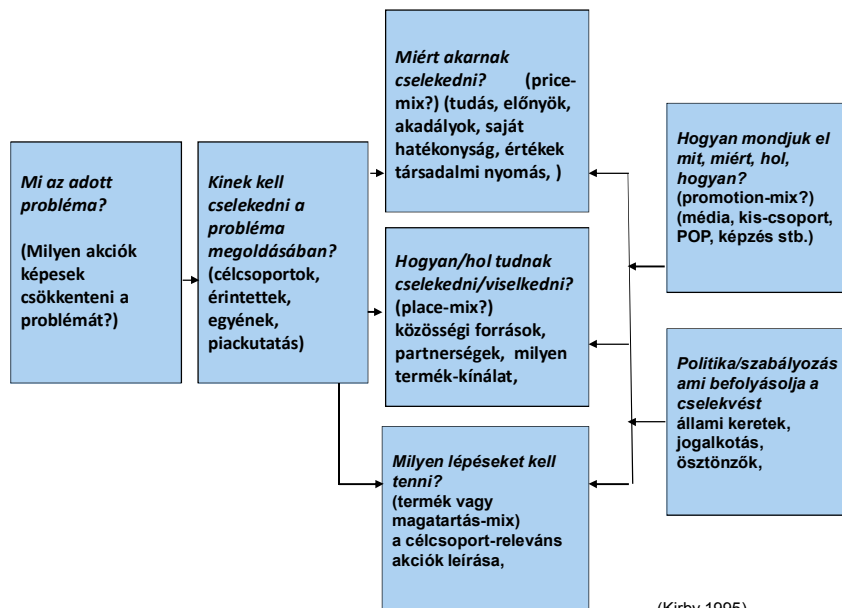 Mi az adott
probléma?
(Milyen akciók
képesek
csökkenteni a
problémát?)
Kinek kell
cselekedni a
probléma
megoldásában?
(célcsoportok,
érintettek,
egyének,
piackutatás)
Miért akarnak
cselekedni? (price-
mix?) (tudás, előnyök,
akadályok, saját
hatékonyság, értékek
társadalmi nyomás, )
Hogyan/hol tudnak
cselekedni/viselkedni?
(place-mix?)
közösségi források,
partnerségek, milyen
termék-kínálat,
Milyen lépéseket kell
tenni?
(termék vagy
magatartás-mix)
a célcsoport-releváns
akciók leírása,
Hogyan mondjuk el
mit, miért, hol,
hogyan?
(promotion-mix?)
(média, kis-csoport,
POP, képzés stb.)
Politika/szabályozás
ami befolyásolja a
cselekvést
állami keretek,
jogalkotás,
ösztönzők,
(Kirby 1995)